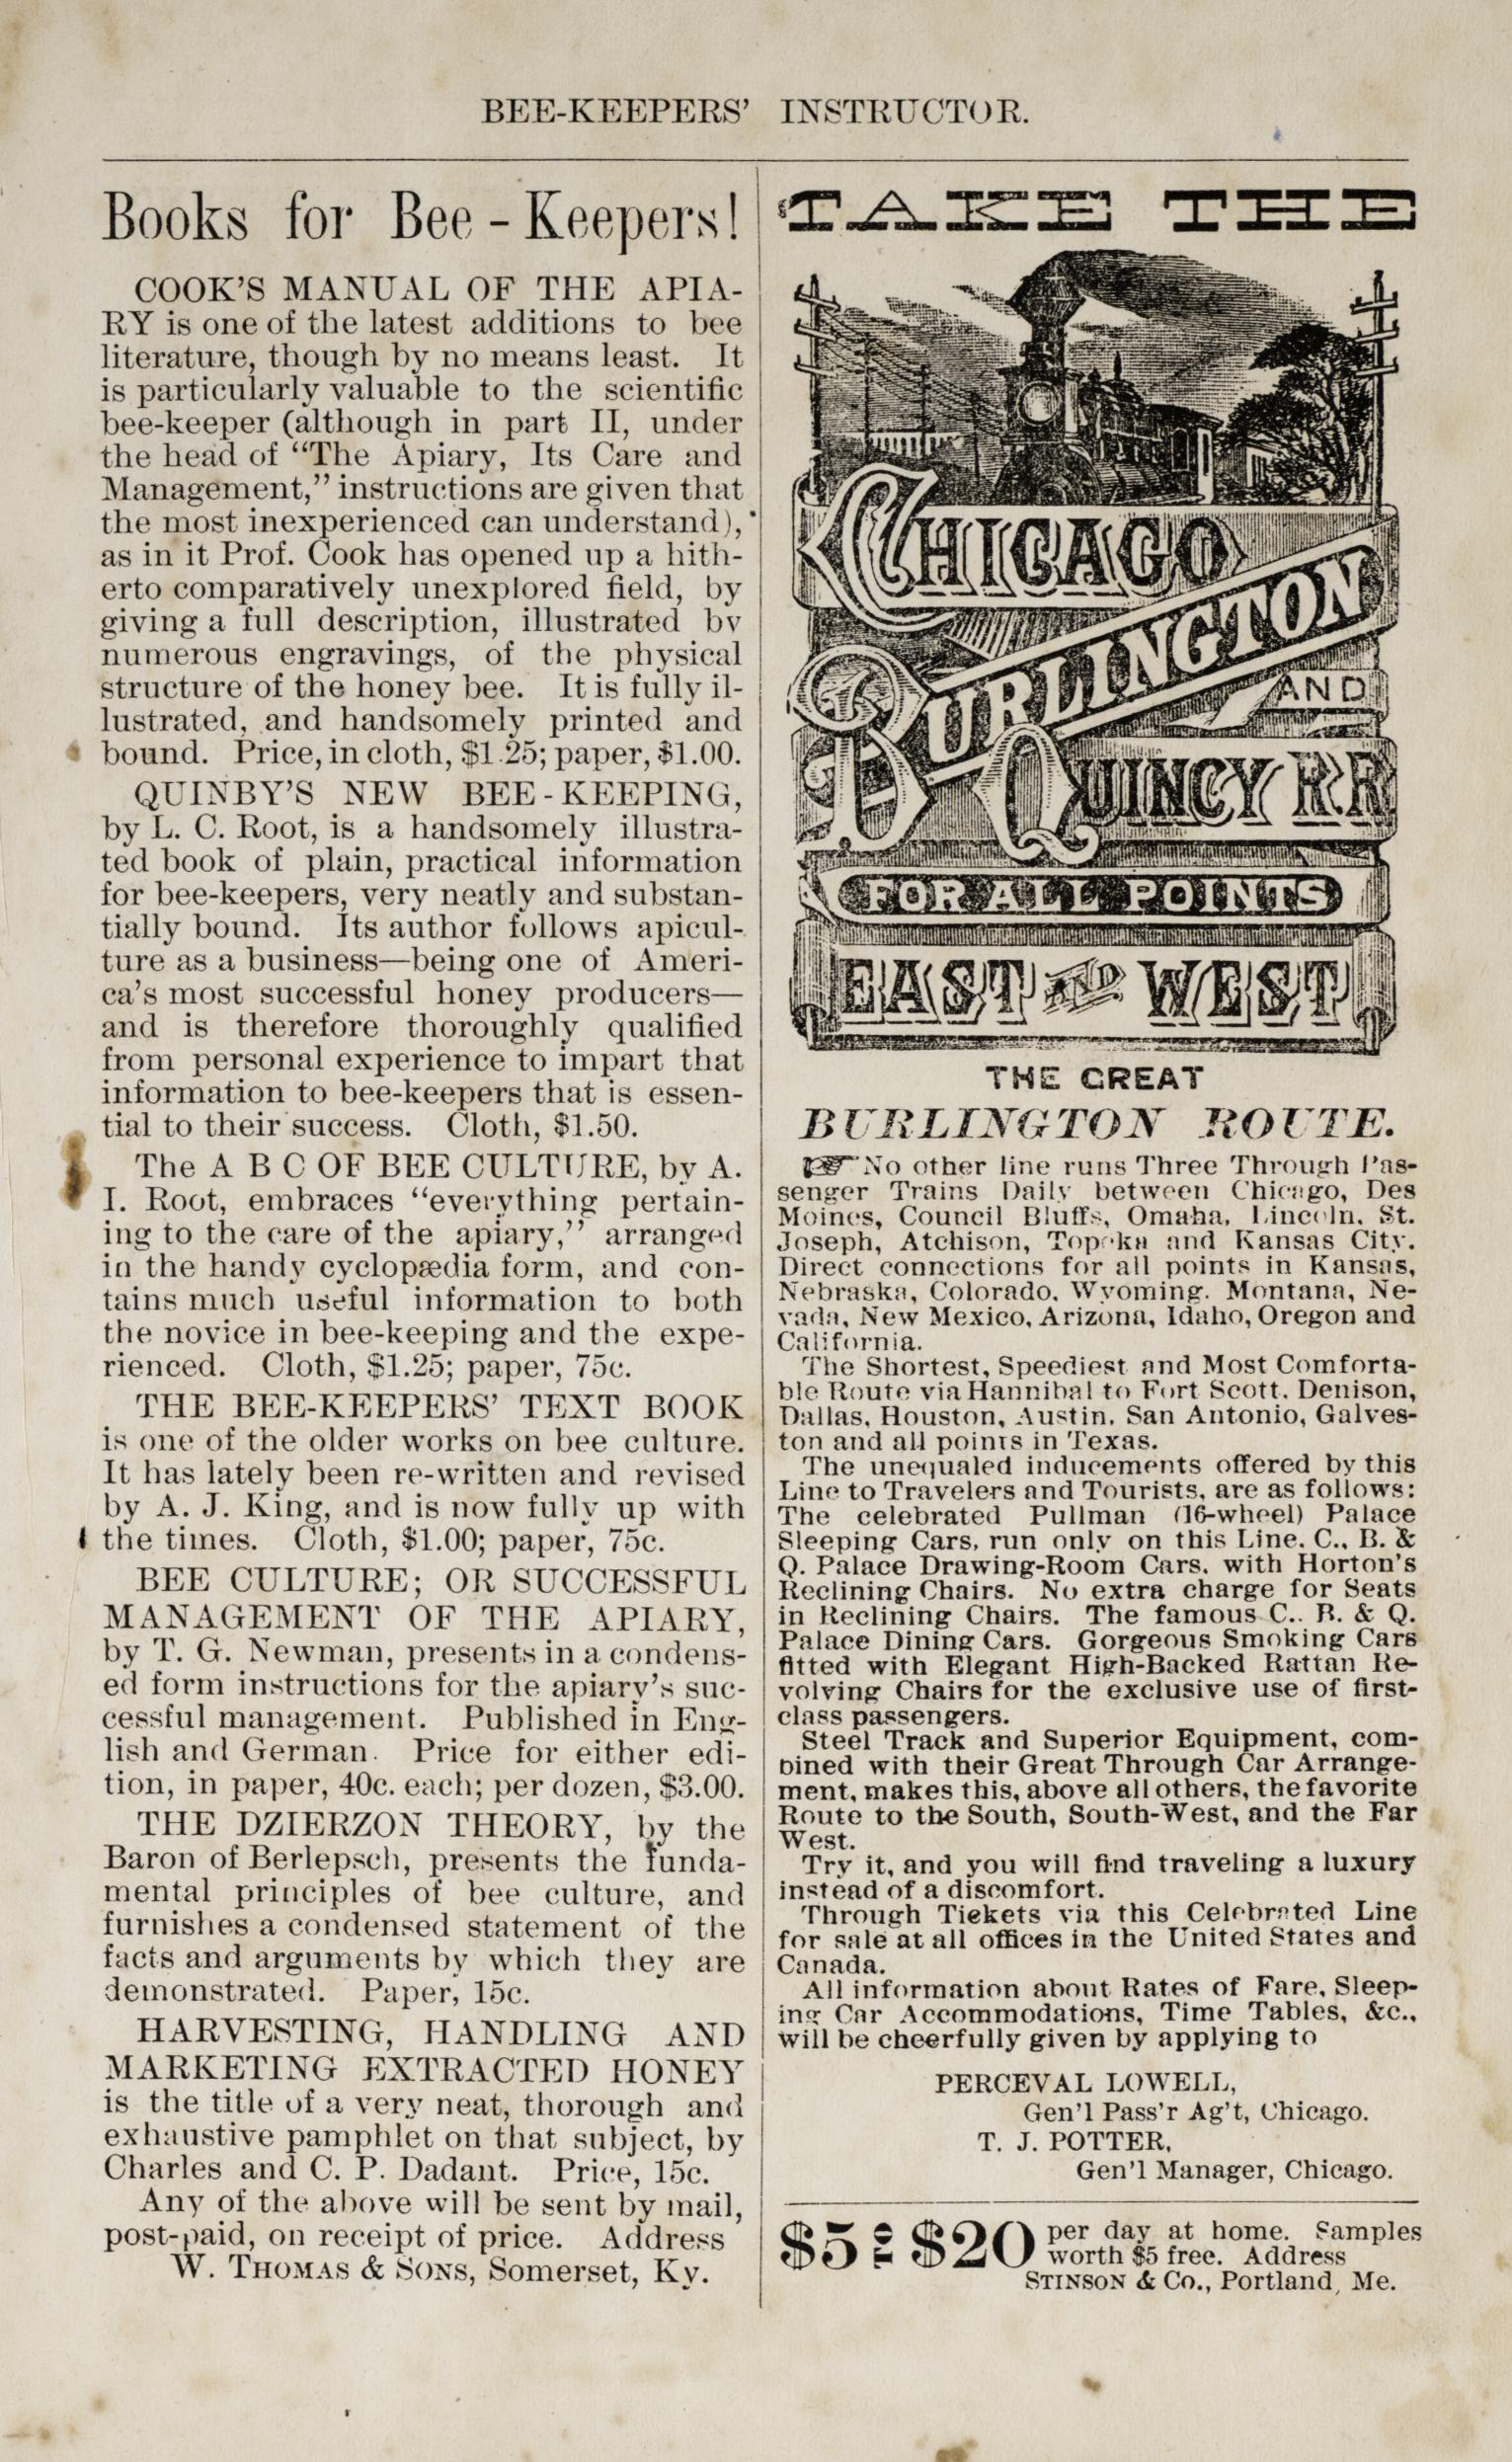 BEE-KEEPERS' INSTRUCTOR.
Books for Bee-Keepers!
COOK'S MANUAL OF THE APIA-
RY is one of the latest additions to bee
literature, though by no means least. It
is particularly valuable to the scientific
bee-keeper (although in part II, under
the head of "The Apiary, Its Care and
Management," instructions are given that
the most inexperienced can understand),
as in it Prof. Cook has opened up a hith-
erto comparatively unexplored field, by
giving a full description, illustrated by
numerous engravings, of the physical
structure of the honey bee. It is fully il-
lustrated, and handsomely printed and
bound. Price, in cloth, $1.25; paper, $1.00.
QUINBY'S NEW BEE-KEEPING,
by L. C. Root, is a handsomely illustra-
ted book of plain, practical information
for bee-keepers, very neatly and substan-
tially bound. Its author follows apicul-
ture as a business—being one of Ameri-
ca's most successful honey producers—
and is therefore thoroughly qualified
from personal experience to impart that
information to bee-keepers that is essen-
tial to their success. Cloth, $1.50.
The A B C OF BEE CULTURE, by A.
I. Root, embraces "everything pertain-
ing to the care of the apiary," arranged
in the handy cyclopædia form, and con-
tains much useful information to both
the novice in bee-keeping and the expe-
rienced. Cloth, $1.25; paper, 75c.
THE BEE-KEEPERS' TEXT BOOK
is one of the older works on bee culture.
It has lately been re-written and revised
by A. J. King, and is now fully up with
the times. Cloth, $1.00; paper, 75c.
BEE CULTURE; OR SUCCESSFUL
MANAGEMENT OF THE APIARY,
by T. G. Newman, presents in a condens-
ed form instructions for the apiary's suc-
cessful management. Published in Eng-
lish and German. Price for either edi-
tion, in paper, 40c. each; per dozen, $3.00.
THE DZIERZON THEORY, by the
Baron of Berlepsch, presents the funda-
mental principles of bee culture, and
furnishes a condensed statement of the
facts and arguments by which they are
demonstrated. Paper, 15c.
HARVESTING, HANDLING AND
MARKETING EXTRACTED HONEY
is the title of a very neat, thorough and
exhaustive pamphlet on that subject, by
Charles and C. P. Dadant. Price, 15c.
Any of the above will be sent by mail,
post-paid, on receipt of price. Address
W. THOMAS & SONS, Somerset, Ky.
TAKE THE
CHICAGO
BURLINGTON
AND
QUINCY R R
FOR ALL POINTS
EAST AND WEST
THE GREAT
BURLINGTON ROUTE.
☞No other line runs Three Through Pas-
senger Trains Daily between Chicago, Des
Moines, Council Bluffs, Omaha, Lincoln, St.
Joseph, Atchison, Topeka and Kansas City.
Direct connections for all points in Kansas,
Nebraska, Colorado, Wyoming, Montana, Ne-
vada, New Mexico, Arizona, Idaho, Oregon and
California.
The Shortest, Speediest and Most Comforta-
ble Route via Hannibal to Fort Scott, Denison,
Dallas, Houston, Austin, San Antonio, Galves-
ton and all points in Texas.
The unequaled inducements offered by this
Line to Travelers and Tourists, are as follows:
The celebrated Pullman (16-wheel) Palace
Sleeping Cars, run only on this Line. C., B. &
Q. Palace Drawing-Room Cars, with Horton's
Reclining Chairs. No extra charge for Seats
in Reclining Chairs. The famous C., B. & Q.
Palace Dining Cars. Gorgeous Smoking Cars
fitted with Elegant High-Backed Rattan Re-
volving Chairs for the exclusive use of first-
class passengers.
Steel Track and Superior Equipment, com-
bined with their Great Through Car Arrange-
ment, makes this, above all others, the favorite
Route to the South, South-West, and the Far
West.
Try it, and you will find traveling a luxury
instead of a discomfort.
Through Tickets via this Celebrated Line
for sale at all offices in the United States and
Canada.
All information about Rates of Fare, Sleep-
ing Car Accommodations, Time Tables, &c.,
will be cheerfully given by applying to
PERCEVAL LOWELL,
Gen'l Pass'r Ag't, Chicago.
T. J. POTTER,
Gen'l Manager, Chicago.
$5 TO $20 per day at home. Samples
worth $5 free. Address
STINSON & Co., Portland, Me.